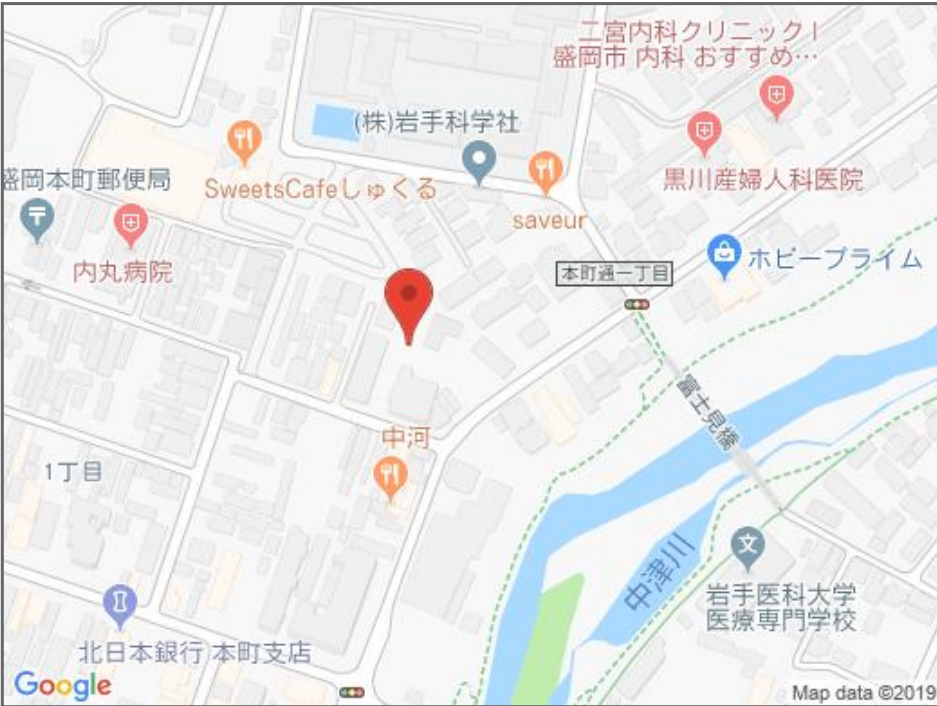 二宮内科クリニック |
盛岡市 内科 おすすめ…
(株)岩手科学社
盛岡本町郵便局
SweetsCafeしゅくる
saveur
黒川産婦人科医院
内丸病院
本町通一丁目
ホビープライム
富士見橋
中河
1丁目
中津川
岩手医科大学
医療専門学校
北日本銀行 本町支店
Google
Map data ©2019